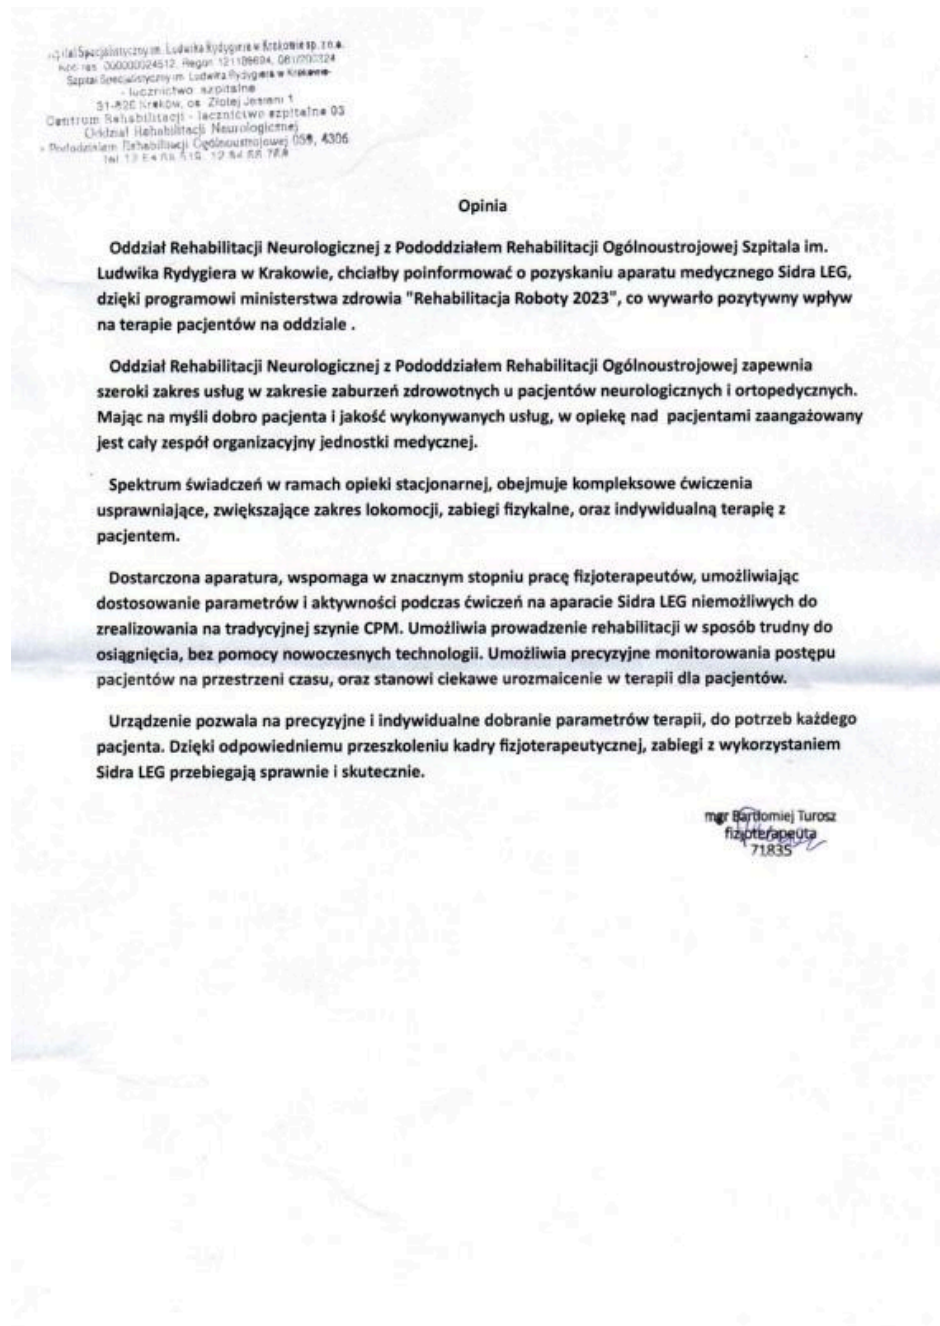 Szpital Specjalistyczny im. Ludwika Rydygiera w Krakowie sp. z o.o.
Szpital Specjalistyczny im. Ludwika Rydygiera w Krakowie
- lecznictwo szpitalne
31-826 Kraków, os. Złotej Jesieni 1
Centrum Rehabilitacji - lecznictwo szpitalne 03
Oddział Rehabilitacji Neurologicznej
z Pododdziałem Rehabilitacji Ogólnoustrojowej 059, 4306
Opinia
Oddział Rehabilitacji Neurologicznej z Pododdziałem Rehabilitacji Ogólnoustrojowej Szpitala im.
Ludwika Rydygiera w Krakowie, chciałby poinformować o pozyskaniu aparatu medycznego Sidra LEG,
dzięki programowi ministerstwa zdrowia "Rehabilitacja Roboty 2023", co wywarło pozytywny wpływ
na terapie pacjentów na oddziale .
Oddział Rehabilitacji Neurologicznej z Pododdziałem Rehabilitacji Ogólnoustrojowej zapewnia
szeroki zakres usług w zakresie zaburzeń zdrowotnych u pacjentów neurologicznych i ortopedycznych.
Mając na myśli dobro pacjenta i jakość wykonywanych usług, w opiekę nad pacjentami zaangażowany
jest cały zespół organizacyjny jednostki medycznej.
Spektrum świadczeń w ramach opieki stacjonarnej, obejmuje kompleksowe ćwiczenia
usprawniające, zwiększające zakres lokomocji, zabiegi fizykalne, oraz indywidualną terapię z
pacjentem.
Dostarczona aparatura, wspomaga w znacznym stopniu pracę fizjoterapeutów, umożliwiając
dostosowanie parametrów i aktywności podczas ćwiczeń na aparacie Sidra LEG niemożliwych do
zrealizowania na tradycyjnej szynie CPM. Umożliwia prowadzenie rehabilitacji w sposób trudny do
osiągnięcia, bez pomocy nowoczesnych technologii. Umożliwia precyzyjne monitorowania postępu
pacjentów na przestrzeni czasu, oraz stanowi ciekawe urozmaicenie w terapii dla pacjentów.
Urządzenie pozwala na precyzyjne i indywidualne dobranie parametrów terapii, do potrzeb każdego
pacjenta. Dzięki odpowiedniemu przeszkoleniu kadry fizjoterapeutycznej, zabiegi z wykorzystaniem
Sidra LEG przebiegają sprawnie i skutecznie.
mgr Bartłomiej Turosz
fizjoterapeuta
71835